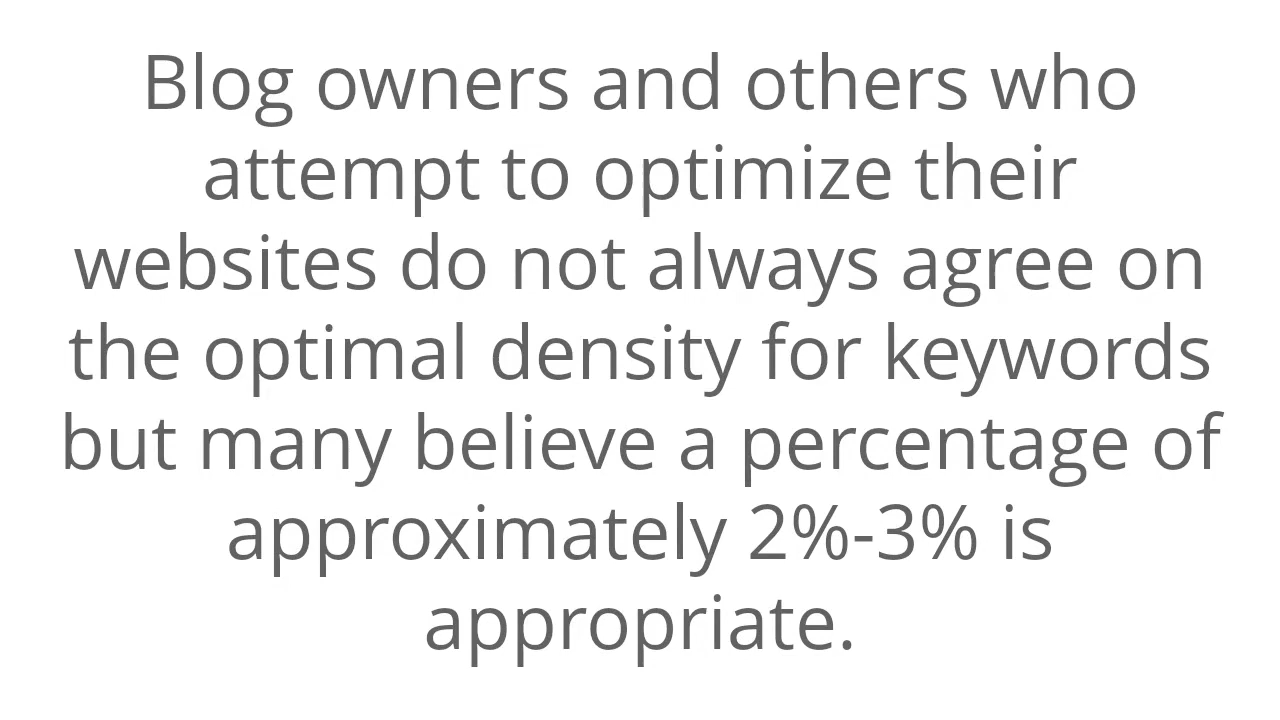 Blog owners and others who
attempt to optimize their
websites do not always agree on
the optimal density for keywords
but many believe a percentage of
approximately 2%-3% is
appropriate.